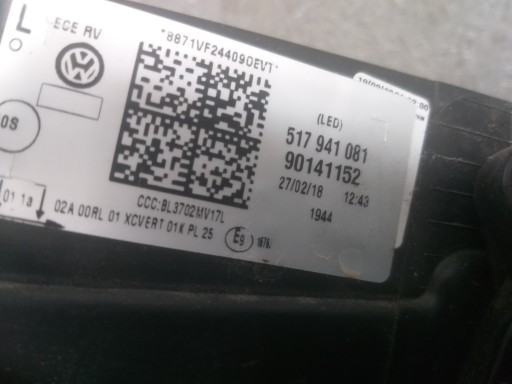 L
ECE RV
*8871VF244090EVT*
0S
(LED)
517 941 081
90141152
27/02/18 12:43
1944
CCC:BL3702MV17L
01 1a
02A 00RL 01 XCVERT 01K PL 25
E9